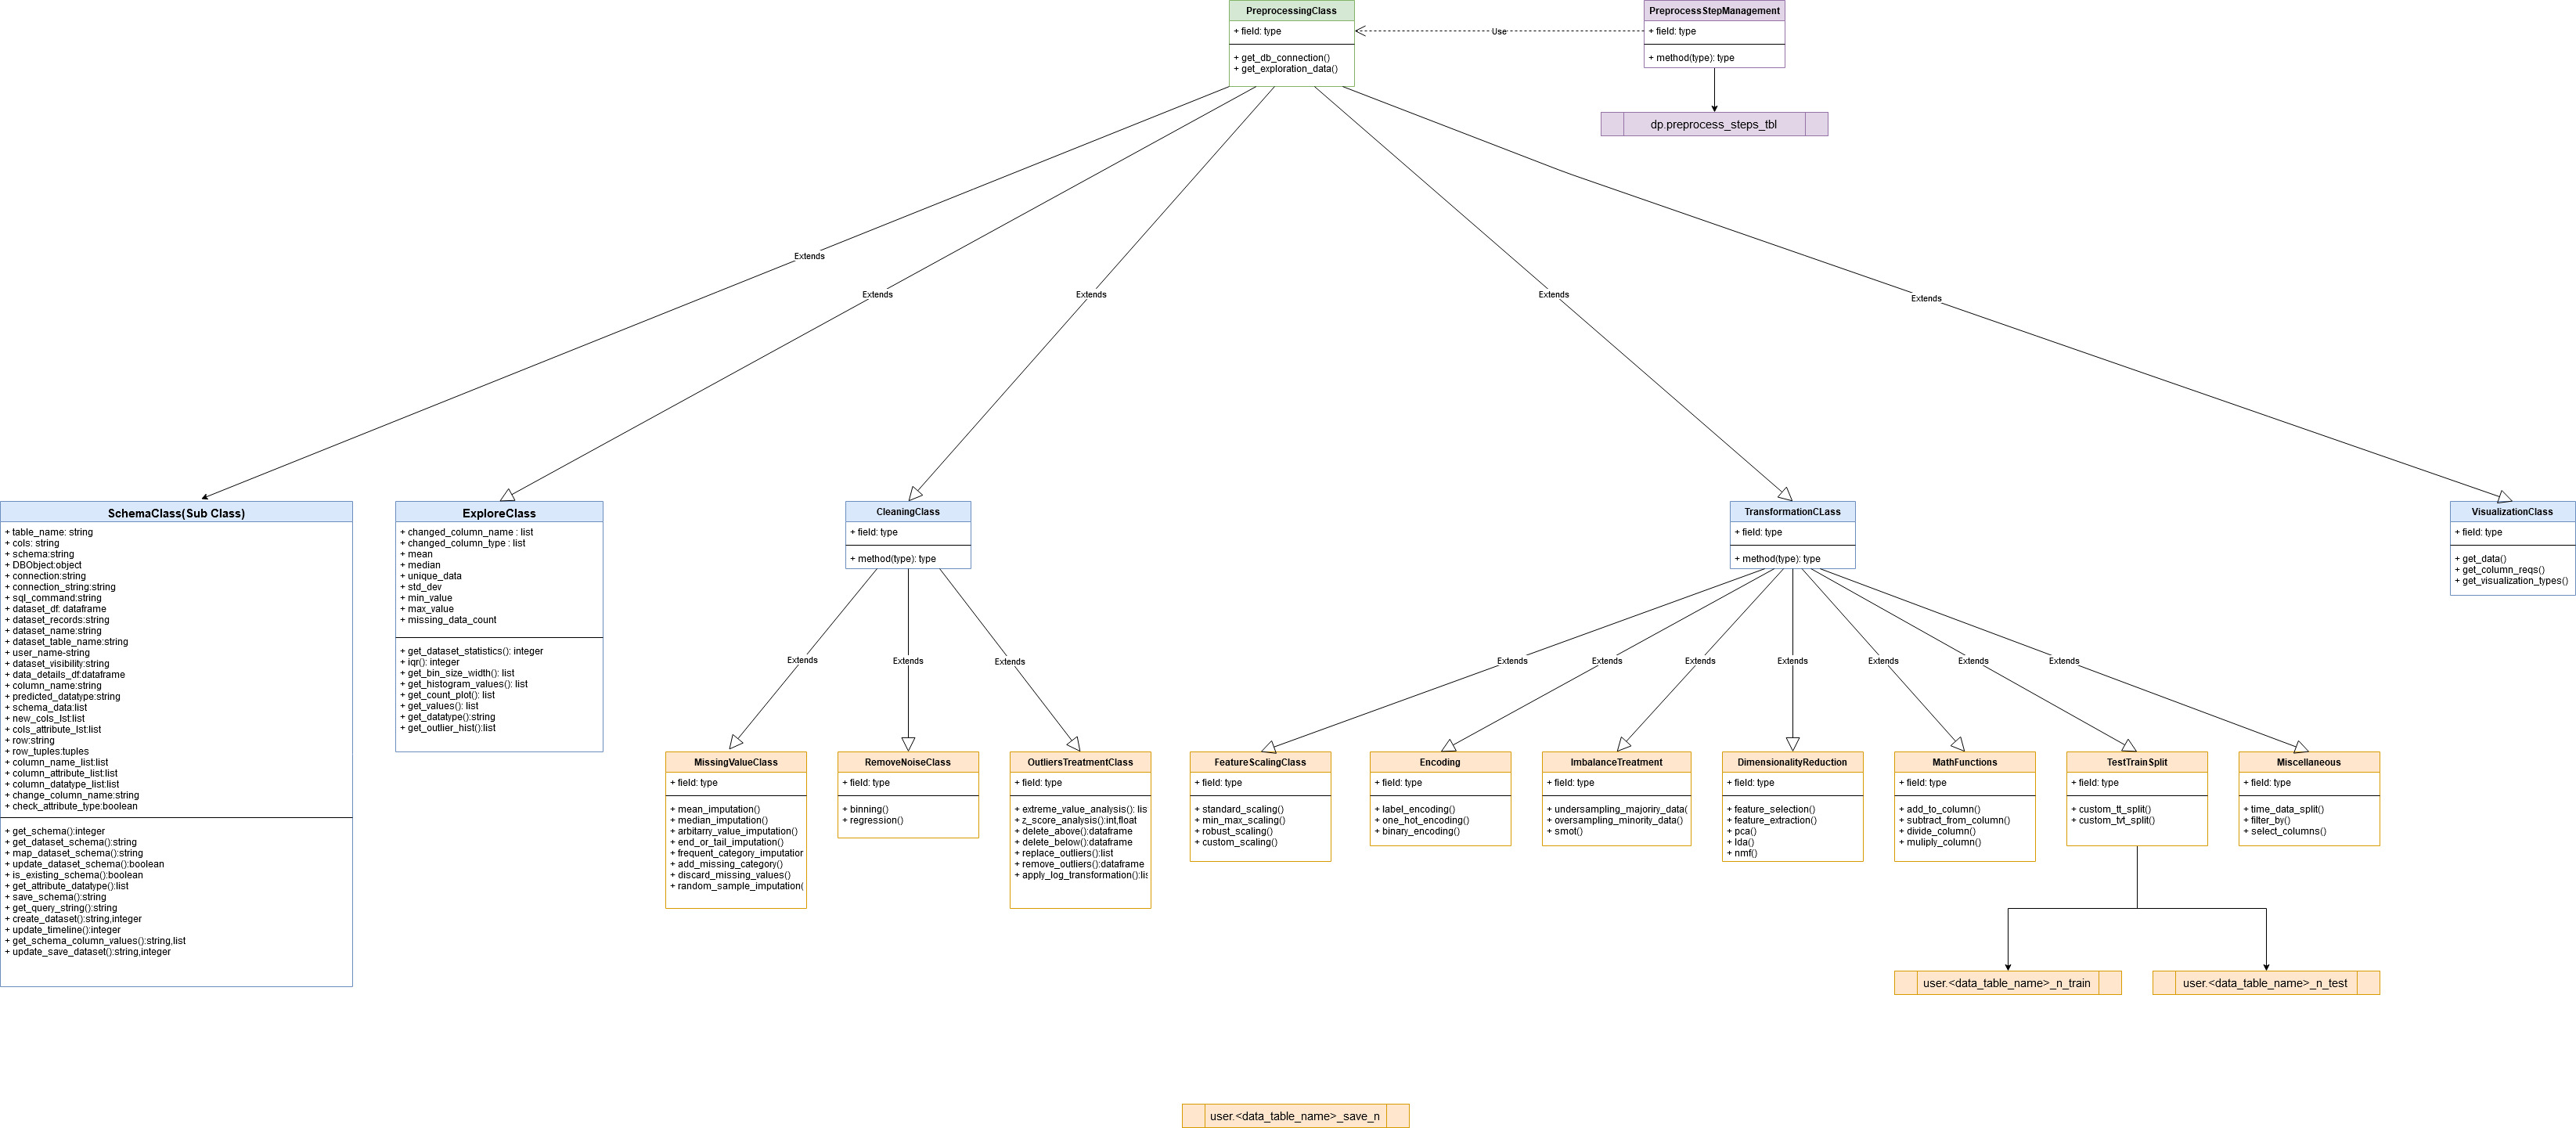 PreprocessingClass
+ field: type
+ get_db_connection()
+ get_exploration_data()
Use
PreprocessStepManagement
+ field: type
+ method(type): type
dp.preprocess_steps_tbl
Extends
Extends
Extends
Extends
Extends
SchemaClass(Sub Class)
+ table_name: string
+ cols: string
+ schema:string
+ DBObject:object
+ connection:string
+ connection_string:string
+ sql_command:string
+ dataset_df: dataframe
+ dataset_records:string
+ dataset_name:string
+ dataset_table_name:string
+ user_name-string
+ dataset_visibility:string
+ data_details_df:dataframe
+ column_name:string
+ predicted_datatype:string
+ schema_data:list
+ new_cols_lst:list
+ cols_attribute_lst:list
+ row:string
+ row_tuples:tuples
+ column_name_list:list
+ column_attribute_list:list
+ column_datatype_list:list
+ change_column_name:string
+ check_attribute_type:boolean
+ get_schema():integer
+ get_dataset_schema():string
+ map_dataset_schema():string
+ update_dataset_schema():boolean
+ is_existing_schema():boolean
+ get_attribute_datatype():list
+ save_schema():string
+ get_query_string():string
+ create_dataset():string,integer
+ update_timeline():integer
+ get_schema_column_values():string,list
+ update_save_dataset():string,integer
ExploreClass
+ changed_column_name : list
+ changed_column_type : list
+ mean
+ median
+ unique_data
+ std_dev
+ min_value
+ max_value
+ missing_data_count
+ get_dataset_statistics(): integer
+ iqr(): integer
+ get_bin_size_width(): list
+ get_histogram_values(): list
+ get_count_plot(): list
+ get_values(): list
+ get_datatype():string
+ get_outlier_hist():list
CleaningClass
+ field: type
+ method(type): type
TransformationCLass
+ field: type
+ method(type): type
VisualizationClass
+ field: type
+ get_data()
+ get_column_reqs()
+ get_visualization_types()
Extends
Extends
Extends
Extends
Extends
Extends
Extends
Extends
Extends
Extends
MissingValueClass
+ field: type
+ mean_imputation()
+ median_imputation()
+ arbitarry_value_imputation()
+ end_or_tail_imputation()
+ frequent_category_imputation
+ add_missing_category()
+ discard_missing_values()
+ random_sample_imputation(
RemoveNoiseClass
+ field: type
+ binning()
+ regression()
OutliersTreatmentClass
+ field: type
+ extreme_value_analysis(): lis
+ z_score_analysis():int,float
+ delete_above():dataframe
+ delete_below():dataframe
+ replace_outliers():list
+ remove_outliers():dataframe
+ apply_log_transformation():lis
FeatureScalingClass
+ field: type
+ standard_scaling()
+ min_max_scaling()
+ robust_scaling()
+ custom_scaling()
Encoding
+ field: type
+ label_encoding()
+ one_hot_encoding()
+ binary_encoding()
ImbalanceTreatment
+ field: type
+ undersampling_majoriry_data(
+ oversampling_minority_data()
+ smot()
DimensionalityReduction
+ field: type
+ feature_selection()
+ feature_extraction()
+ pca()
+ lda()
+ nmf()
MathFunctions
+ field: type
+ add_to_column()
+ subtract_from_column()
+ divide_column()
+ muliply_column()
TestTrainSplit
+ field: type
+ custom_tt_split()
+ custom_tvt_split()
Miscellaneous
+ field: type
+ time_data_split()
+ filter_by()
+ select_columns()
user.<data_table_name>_n_train
user.<data_table_name>_n_test
user.<data_table_name>_save_n